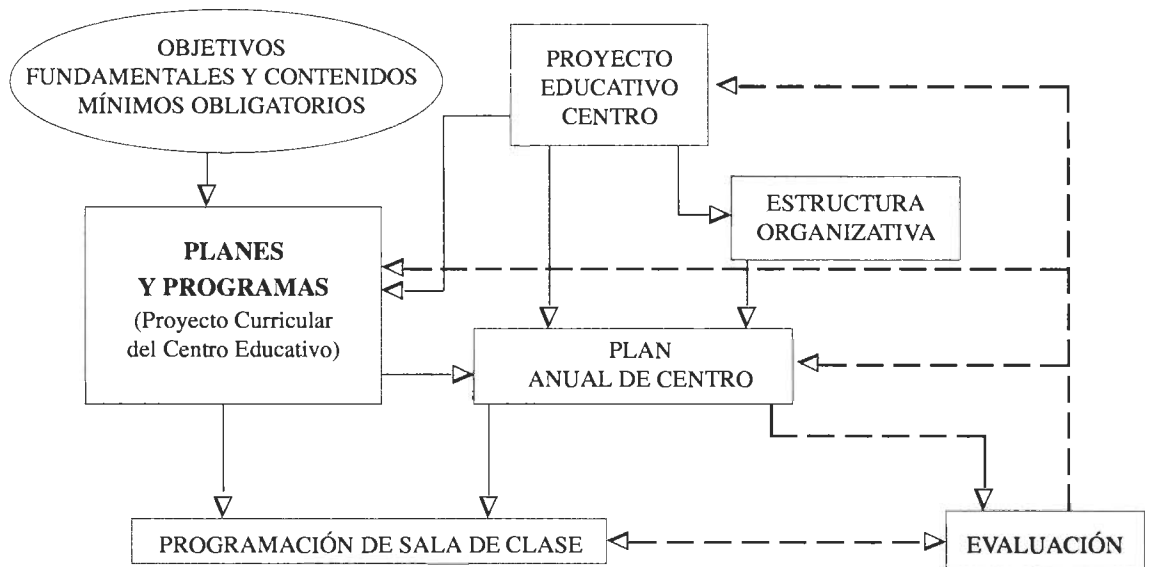 OBJETIVOS
FUNDAMENTALES Y CONTENIDOS
MÍNIMOS OBLIGATORIOS
PROYECTO
EDUCATIVO
CENTRO
ESTRUCTURA
ORGANIZATIVA
PLANES
Y PROGRAMAS
(Proyecto Curricular
del Centro Educativo)
PLAN
ANUAL DE CENTRO
PROGRAMACIÓN DE SALA DE CLASE
EVALUACIÓN